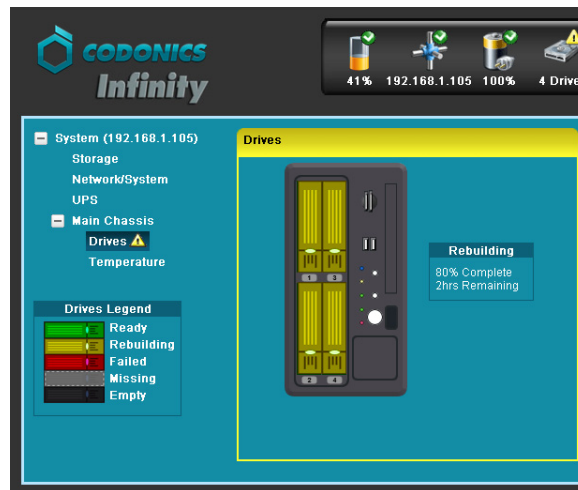 CODONICS
Infinity
41% 192.168.1.105 100% 4 Drive
System (192.168.1.105)
Storage
Network/System
UPS
Main Chassis
Drives
Temperature
Drives Legend
Ready
Rebuilding
Failed
Missing
Empty
Drives
1 3
2 4
Rebuilding
80% Complete
2hrs Remaining